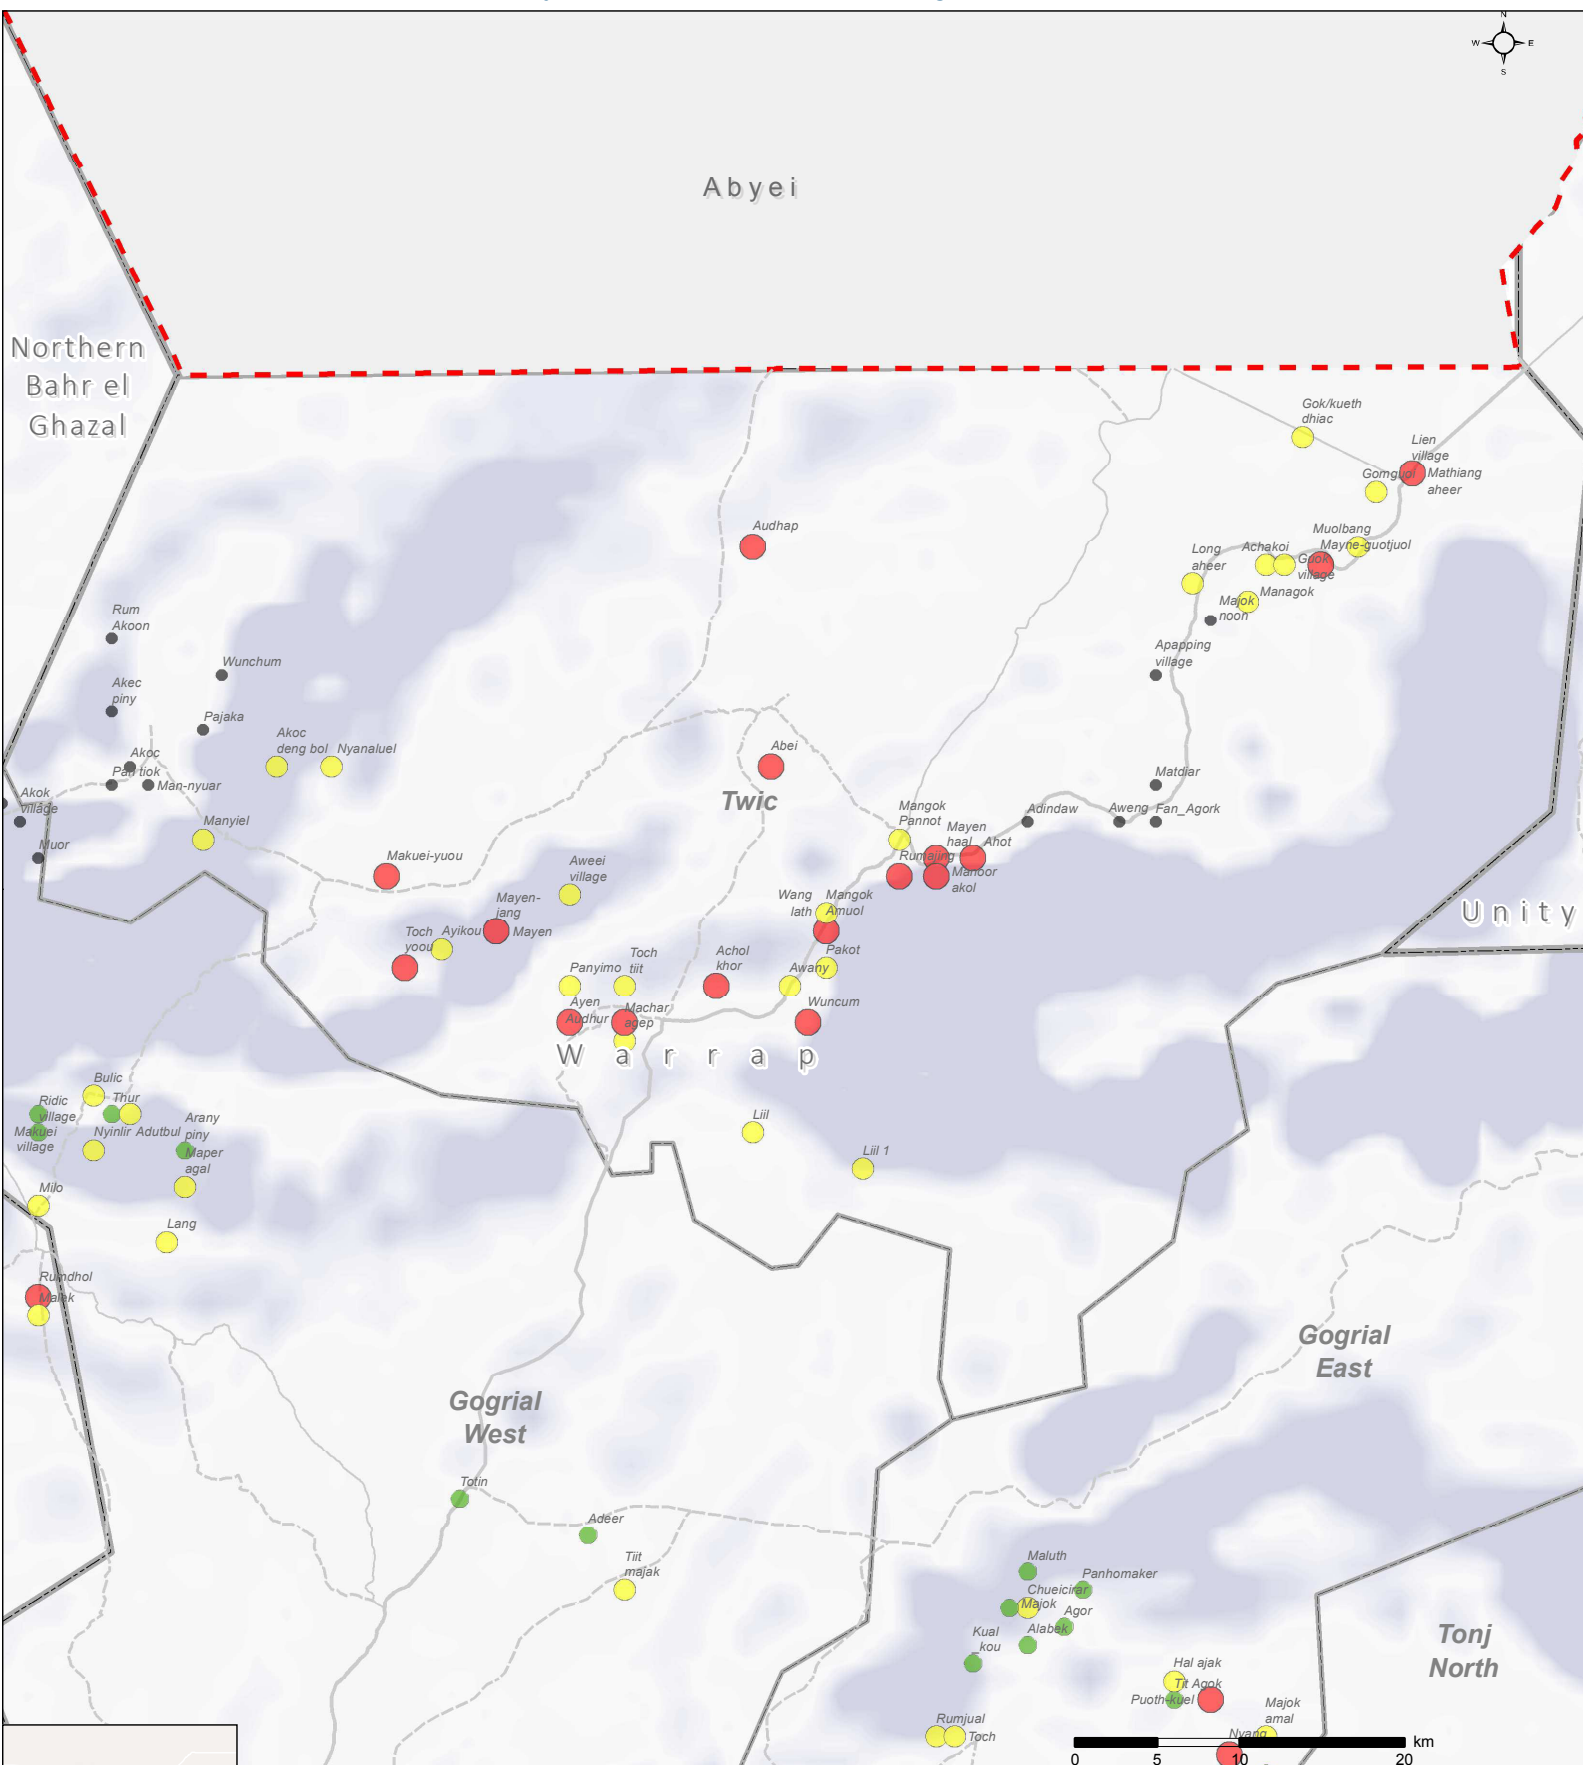 N
W
E
S
Abyei
Northern
Bahr el
Ghazal
Gok/kueth
dhiac
Lien
village
Gomguoi
Mathiang
aheer
Audhap
Muolbang
Mayne-guotjuol
Long
aheer
Achakoi
Guok
village
Managok
Majok
noon
Rum
Akoon
Apapping
village
Wunchum
Akec
piny
Pajaka
Akoc
deng bol
Nyanaluel
Abei
Akoc
Pan tiok
Man-nyuar
Matdiar
Twic
Akok
village
Mangok
Pannot
Adindaw
Aweng
Fan_Agork
Manyiel
Mayen
haal
Ahot
Muor
Makuei-yuou
Aweei
village
Rumajing
Manoor
akol
Wang
lath
Mangok
Amuol
Mayen-
jang
Unity
Toch
yoou
Ayikou
Mayen
Toch
tiit
Achol
khor
Pakot
Panyimo
Awany
Ayen
Audhur
Machar
agep
Wuncum
Warrap
Bulic
Ridic
village
Thur
Arany
piny
Liil
Makuei
village
Nyinlir
Adutbul
Maper
agal
Liil 1
Milo
Lang
Rumdhol
Malek
Gogrial
East
Gogrial
West
Totin
Adeer
Tiit
majak
Maluth
Panhomaker
Chueicirar
Majok
Agor
Kual
_kou
Alabek
Tonj
North
Hal ajak
Tit Agok
Puoth-kuel
Majok
amal
Rumjual
Toch
Nyang
km
0
5
10
20